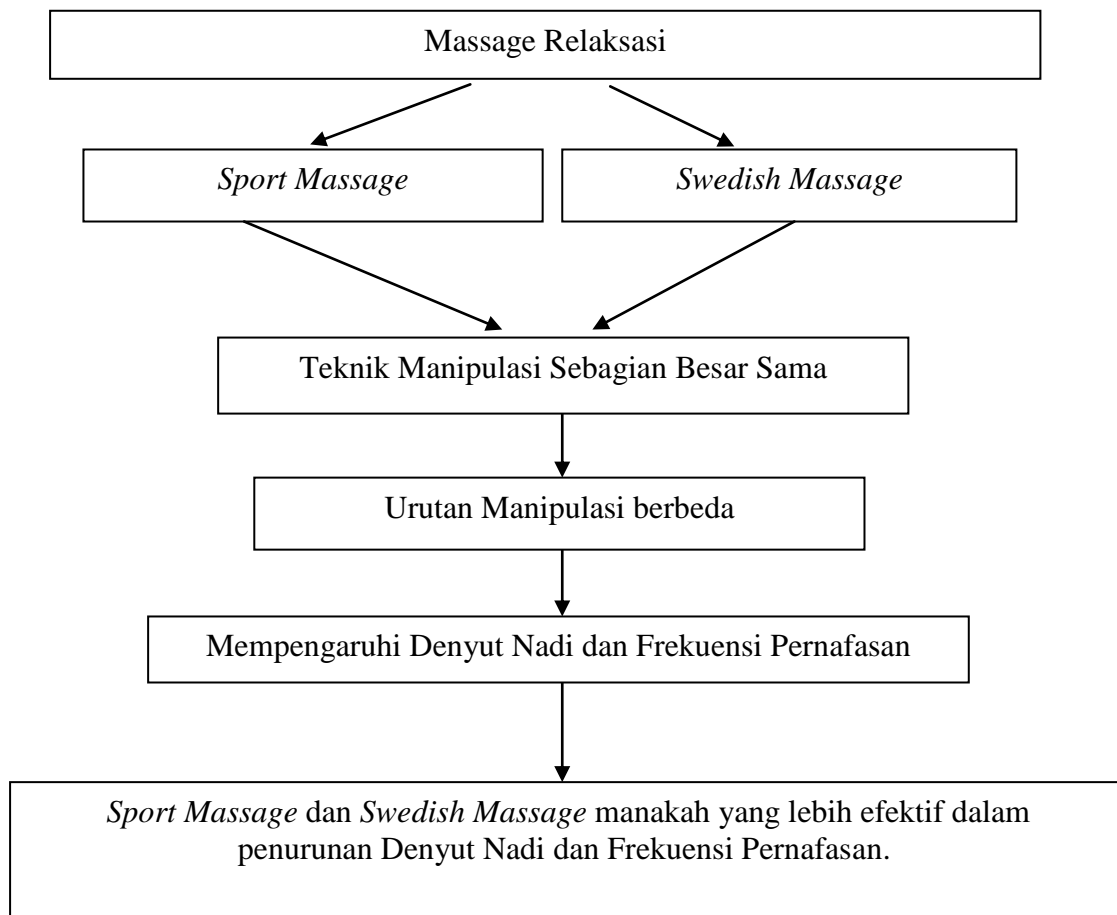 Massage Relaksasi
Sport Massage
Swedish Massage
Teknik Manipulasi Sebagian Besar Sama
Urutan Manipulasi berbeda
Mempengaruhi Denyut Nadi dan Frekuensi Pernafasan
Sport Massage dan Swedish Massage manakah yang lebih efektif dalam
penurunan Denyut Nadi dan Frekuensi Pernafasan.